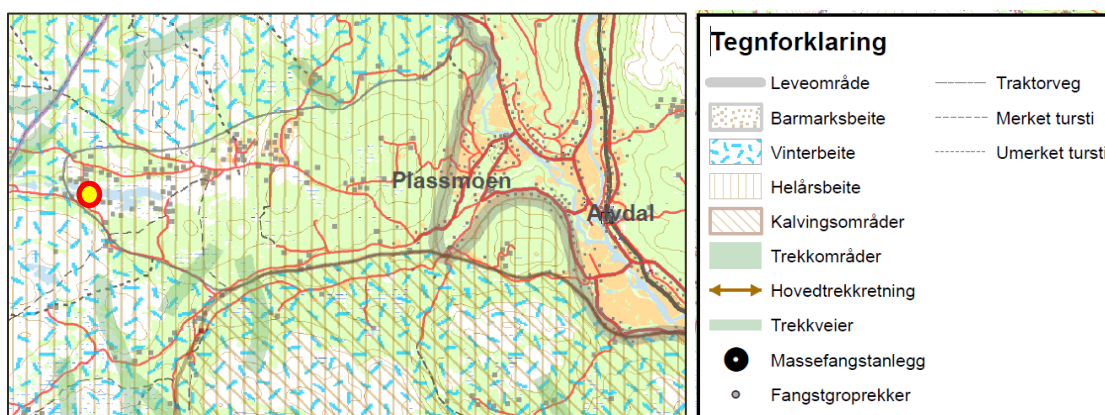 Plassmoen
Alvdal
Tegnforklaring
Leveområde
Barmarksbeite
Vinterbeite
Helårsbeite
Kalvingsområder
Trekkområder
Hovedtrekkretning
Trekkveier
Massefangstanlegg
Fangstgroprekker
Traktorveg
Merket tursti
Umerket tursti